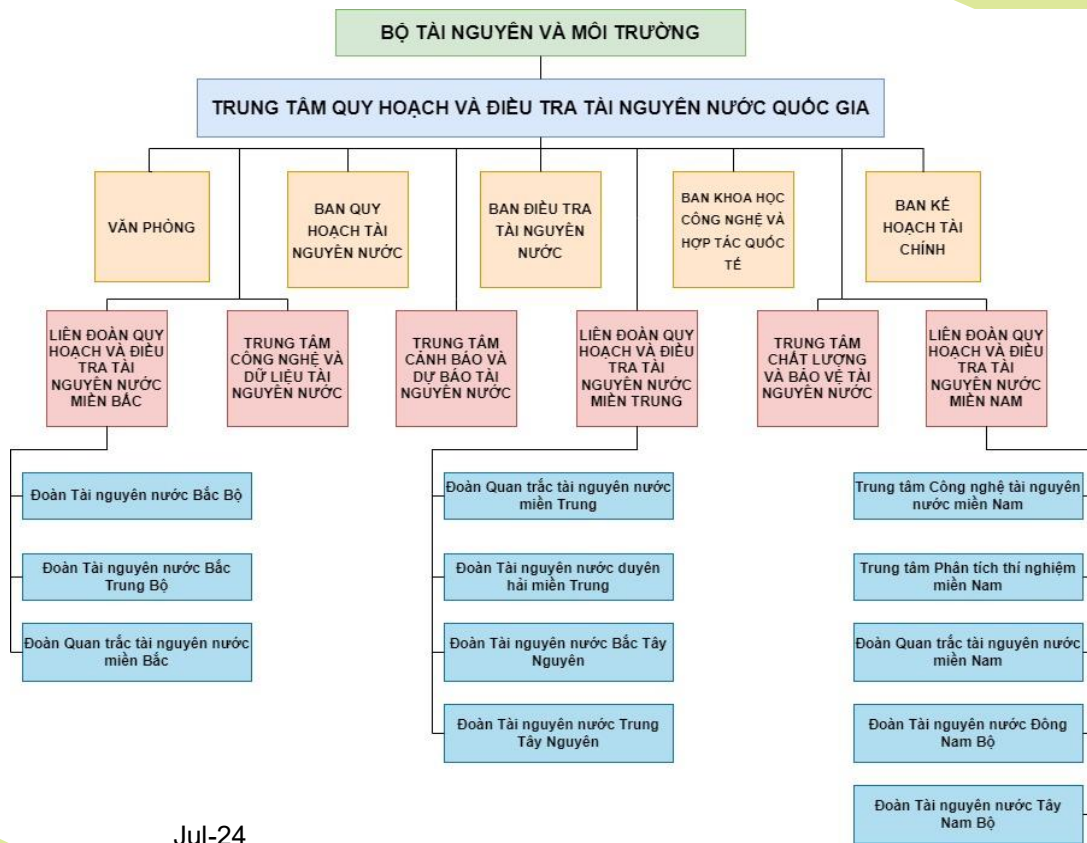 BỘ TÀI NGUYÊN VÀ MÔI TRƯỜNG
TRUNG TÂM QUY HOẠCH VÀ ĐIỀU TRA TÀI NGUYÊN NƯỚC QUỐC GIA
VĂN PHÒNG
BAN QUY
HOẠCH TÀI
NGUYÊN NƯỚC
BAN ĐIỀU TRA
TÀI NGUYÊN
NƯỚC
BAN KHOA HỌC
CÔNG NGHỆ VÀ
HỢP TÁC QUỐC
TẾ
BAN KẾ
HOẠCH TÀI
CHÍNH
LIÊN ĐOÀN QUY
HOẠCH VÀ ĐIỀU
TRA TÀI
NGUYÊN NƯỚC
MIỀN BẮC
TRUNG TÂM
CÔNG NGHỆ VÀ
DỮ LIỆU TÀI
NGUYÊN NƯỚC
TRUNG TÂM
CẢNH BÁO VÀ
DỰ BÁO TÀI
NGUYÊN NƯỚC
LIÊN ĐOÀN QUY
HOẠCH VÀ ĐIỀU
TRA TÀI
NGUYÊN NƯỚC
MIỀN TRUNG
TRUNG TÂM
CHẤT LƯỢNG
VÀ BẢO VỆ TÀI
NGUYÊN NƯỚC
LIÊN ĐOÀN QUY
HOẠCH VÀ ĐIỀU
TRA TÀI
NGUYÊN NƯỚC
MIỀN NAM
Đoàn Tài nguyên nước Bắc Bộ
Đoàn Tài nguyên nước Bắc
Trung Bộ
Đoàn Quan trắc tài nguyên nước
miền Bắc
Đoàn Quan trắc tài nguyên nước
miền Trung
Đoàn Tài nguyên nước duyên
hải miền Trung
Đoàn Tài nguyên nước Bắc Tây
Nguyên
Đoàn Tài nguyên nước Trung
Tây Nguyên
Trung tâm Công nghệ tài nguyên
nước miền Nam
Trung tâm Phân tích thí nghiệm
miền Nam
Đoàn Quan trắc tài nguyên nước
miền Nam
Đoàn Tài nguyên nước Đông
Nam Bộ
Đoàn Tài nguyên nước Tây
Nam Bộ
Jul-24